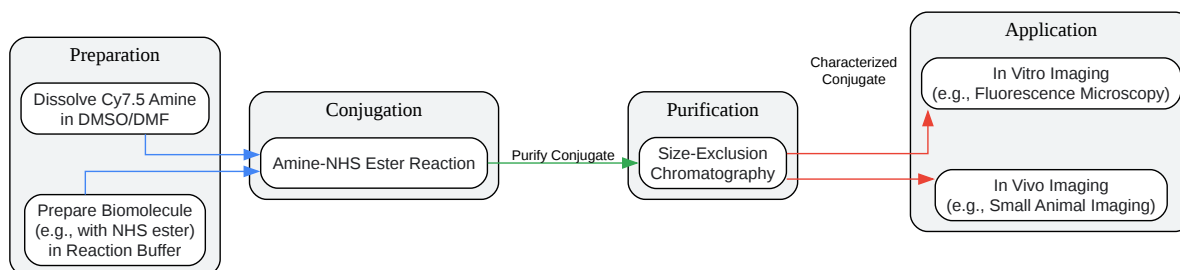 Preparation
Dissolve Cy7.5 Amine
in DMSO/DMF
Prepare Biomolecule
(e.g., with NHS ester)
in Reaction Buffer
Conjugation
Amine-NHS Ester Reaction
Purify Conjugate
Purification
Size-Exclusion
Chromatography
Characterized
Conjugate
Application
In Vitro Imaging
(e.g., Fluorescence Microscopy)
In Vivo Imaging
(e.g., Small Animal Imaging)